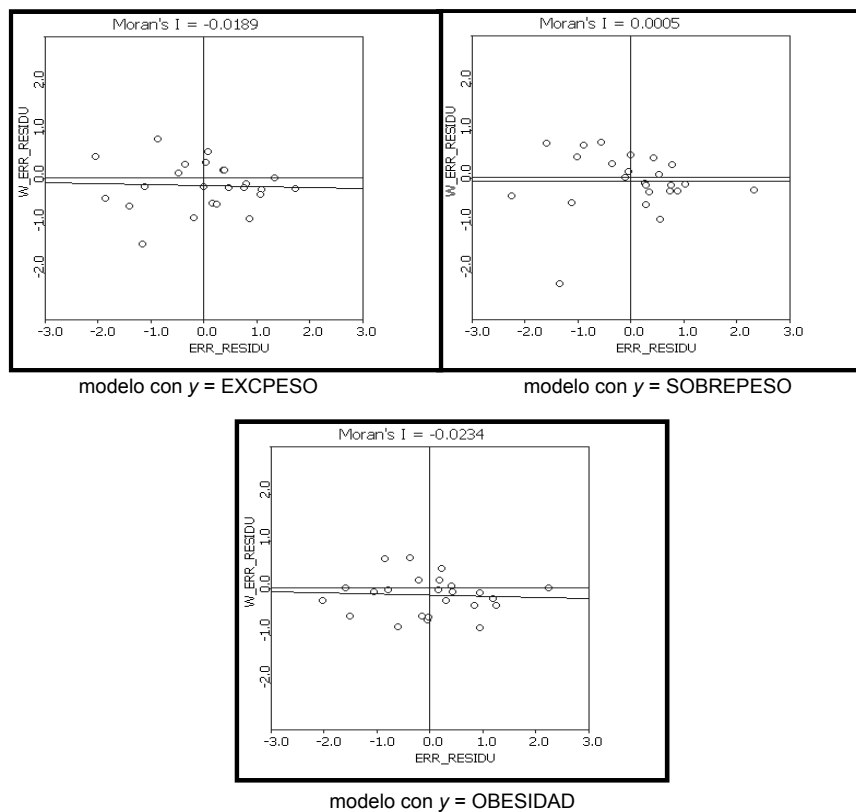 Moran's I = -0.0189
W_ERR_RESIDU
2.0
1.0
0.0
-1.0
-2.0
-3.0 -2.0 -1.0 0.0 1.0 2.0 3.0
ERR_RESIDU
modelo con y = EXCPESO
Moran's I = 0.0005
W_ERR_RESIDU
2.0
1.0
0.0
-1.0
-2.0
-3.0 -2.0 -1.0 0.0 1.0 2.0 3.0
ERR_RESIDU
modelo con y = SOBREPESO
Moran's I = -0.0234
W_ERR_RESIDU
2.0
1.0
0.0
-1.0
-2.0
-3.0 -2.0 -1.0 0.0 1.0 2.0 3.0
ERR_RESIDU
modelo con y = OBESIDAD